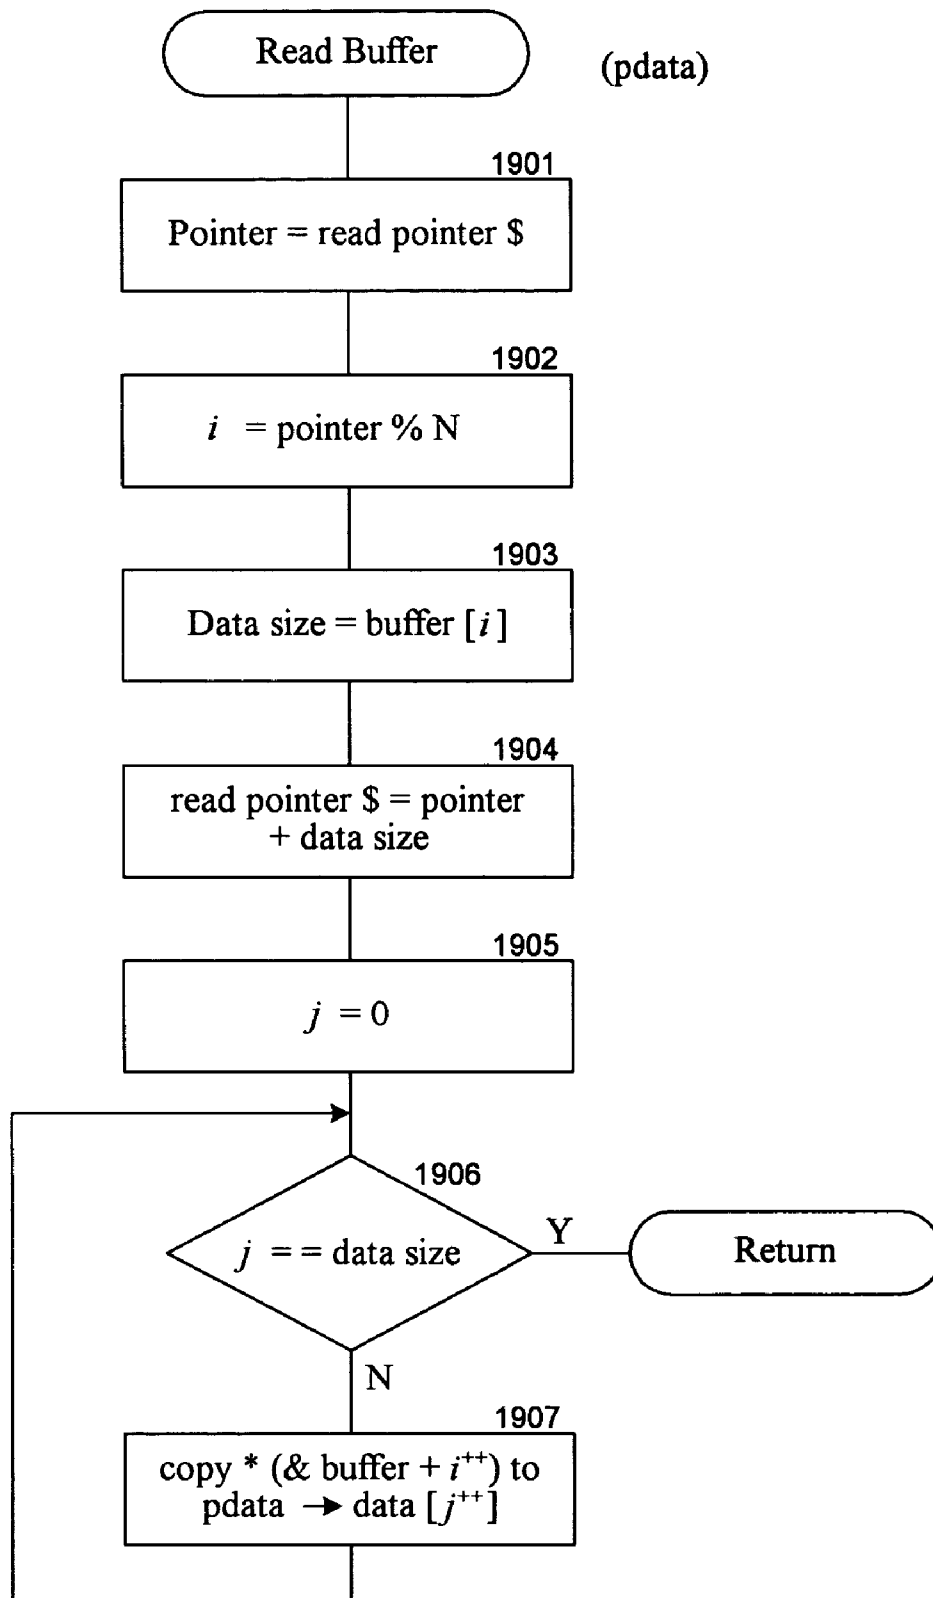 Read Buffer
(pdata)
1901
Pointer = read pointer $
1902
i = pointer % N
1903
Data size = buffer [i]
1904
read pointer $ = pointer
+ data size
1905
j = 0
1906
j == data size
Y
Return
N
1907
copy * (& buffer + i++) to
pdata → data [j++]